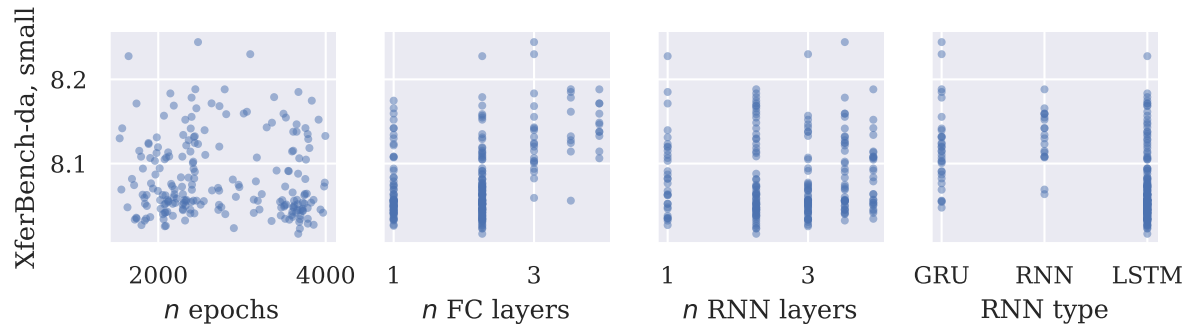 XferBench-da, small
8.2
8.1
2000 4000
n epochs
1 3
n FC layers
1 3
n RNN layers
GRU RNN LSTM
RNN type